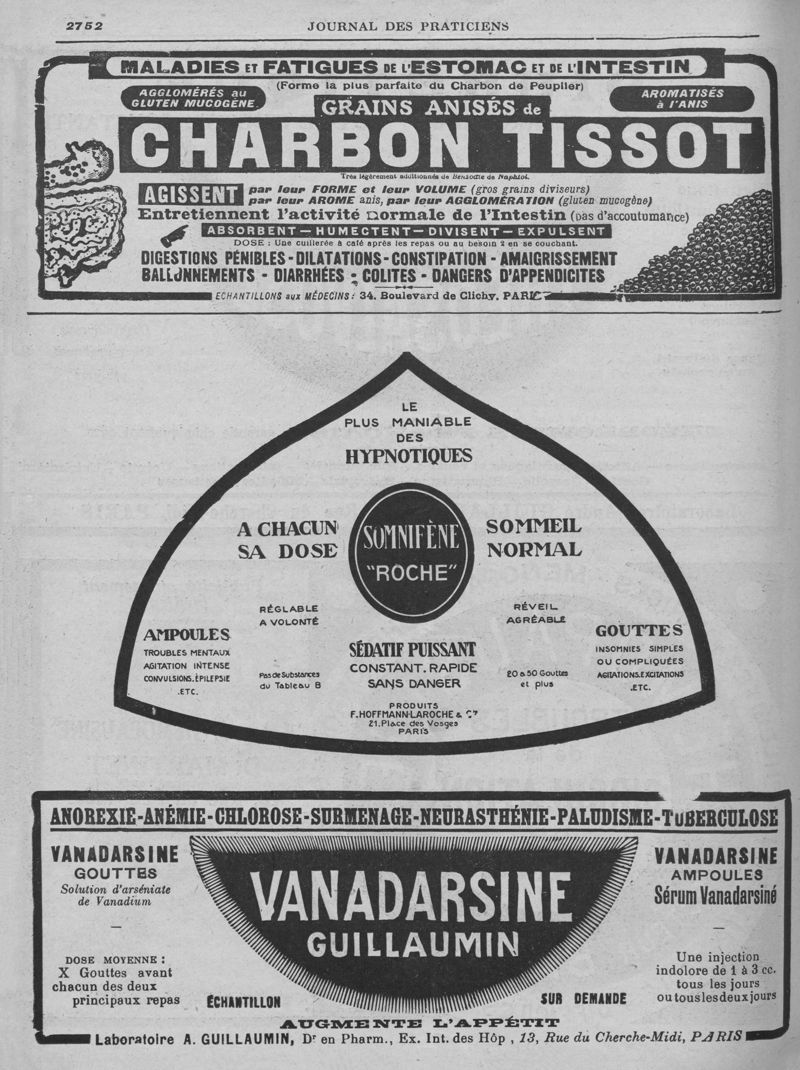 2752
JOURNAL DES PRATICIENS
MALADIES ET FATIGUES DE L'ESTOMAC ET DE L'INTESTIN
(Forme la plus parfaite du Charbon de Peuplier)
AGGLOMÉRÉS au
GLUTEN MUCOGÈNE.
AROMATISÉS
à l'ANIS
GRAINS ANISÉS de
CHARBON TISSOT
Très légèrement additionnés de Benzoate de Naphtol.
AGISSENT
par leur FORME et leur VOLUME (gros grains diviseurs)
par leur AROME anis, par leur AGGLOMÉRATION (gluten mucogène)
Entretiennent l'activité normale de l'Intestin (pas d'accoutumance)
ABSORBENT — HUMECTENT — DIVISENT — EXPULSENT
DOSE : Une cuillerée à café après les repas ou au besoin 2 en se couchant.
DIGESTIONS PÉNIBLES - DILATATIONS - CONSTIPATION - AMAIGRISSEMENT
BALLONNEMENTS - DIARRHÉES - COLITES - DANGERS D'APPENDICITES
ECHANTILLONS aux MÉDECINS : 34, Boulevard de Clichy, PARIS
LE
PLUS MANIABLE
DES
HYPNOTIQUES
A CHACUN
SA DOSE
SOMNIFÈNE
"ROCHE"
SOMMEIL
NORMAL
RÉGLABLE
A VOLONTÉ
RÉVEIL
AGRÉABLE
AMPOULES
TROUBLES MENTAUX
AGITATION INTENSE
CONVULSIONS. ÉPILEPSIE
.ETC.
Pas de Substances
du Tableau B
SÉDATIF PUISSANT
CONSTANT. RAPIDE
SANS DANGER
20 a 50 Gouttes
et plus
GOUTTES
INSOMNIES SIMPLES
OU COMPLIQUÉES
AGITATIONS.EXCITATIONS
.ETC.
PRODUITS
F. HOFFMANN-LAROCHE & Cie
21, Place des Vosges
PARIS
ANOREXIE-ANÉMIE-CHLOROSE-SURMENAGE-NEURASTHÉNIE-PALUDISME-TUBERCULOSE
VANADARSINE
GOUTTES
Solution d'arséniate
de Vanadium
DOSE MOYENNE :
X Gouttes avant
chacun des deux
principaux repas
VANADARSINE
GUILLAUMIN
VANADARSINE
AMPOULES
Sérum Vanadarsiné
Une injection
indolore de 1 à 3 cc.
tous les jours
ou tous les deux jours
ÉCHANTILLON
SUR DEMANDE
AUGMENTE L'APPÉTIT
Laboratoire A. GUILLAUMIN, Dr en Pharm., Ex. Int. des Hôp , 13, Rue du Cherche-Midi, PARIS